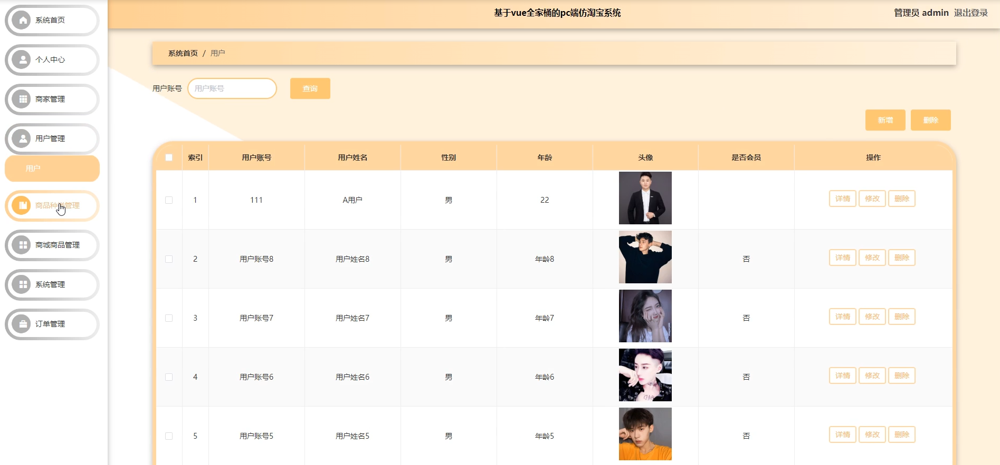 基于vue全家桶的pc端仿淘宝系统
管理员 admin 退出登录
系统首页
个人中心
商家管理
用户管理
用户
商品种类管理
商城商品管理
系统管理
订单管理
系统首页 / 用户
用户账号 用户账号 查询
新增 删除
索引 用户账号 用户姓名 性别 年龄 头像 是否会员 操作
1 111 A用户 男 22 详情 修改 删除
2 用户账号8 用户姓名8 男 年龄8 否 详情 修改 删除
3 用户账号7 用户姓名7 男 年龄7 否 详情 修改 删除
4 用户账号6 用户姓名6 男 年龄6 否 详情 修改 删除
5 用户账号5 用户姓名5 男 年龄5 否 详情 修改 删除